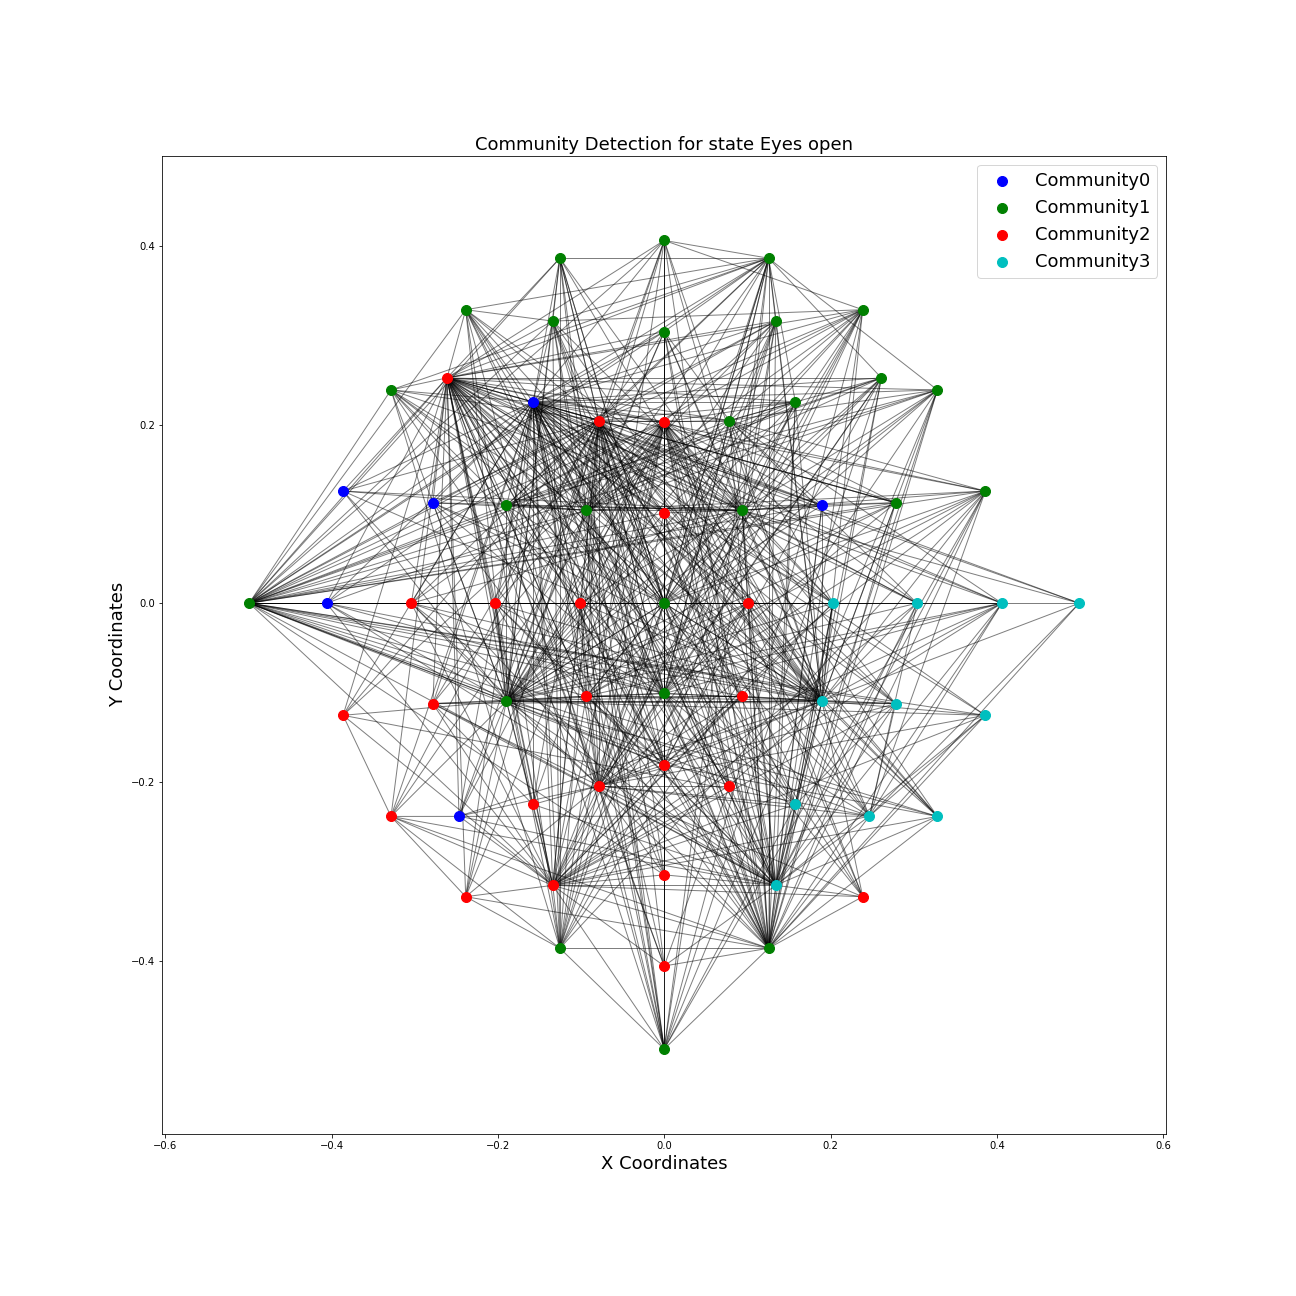 Community Detection for state Eyes open
Community0
Community1
Community2
Community3
0.4
0.2
0.0
−0.2
−0.4
Y Coordinates
−0.6
−0.4
−0.2
0.0
0.2
0.4
0.6
X Coordinates